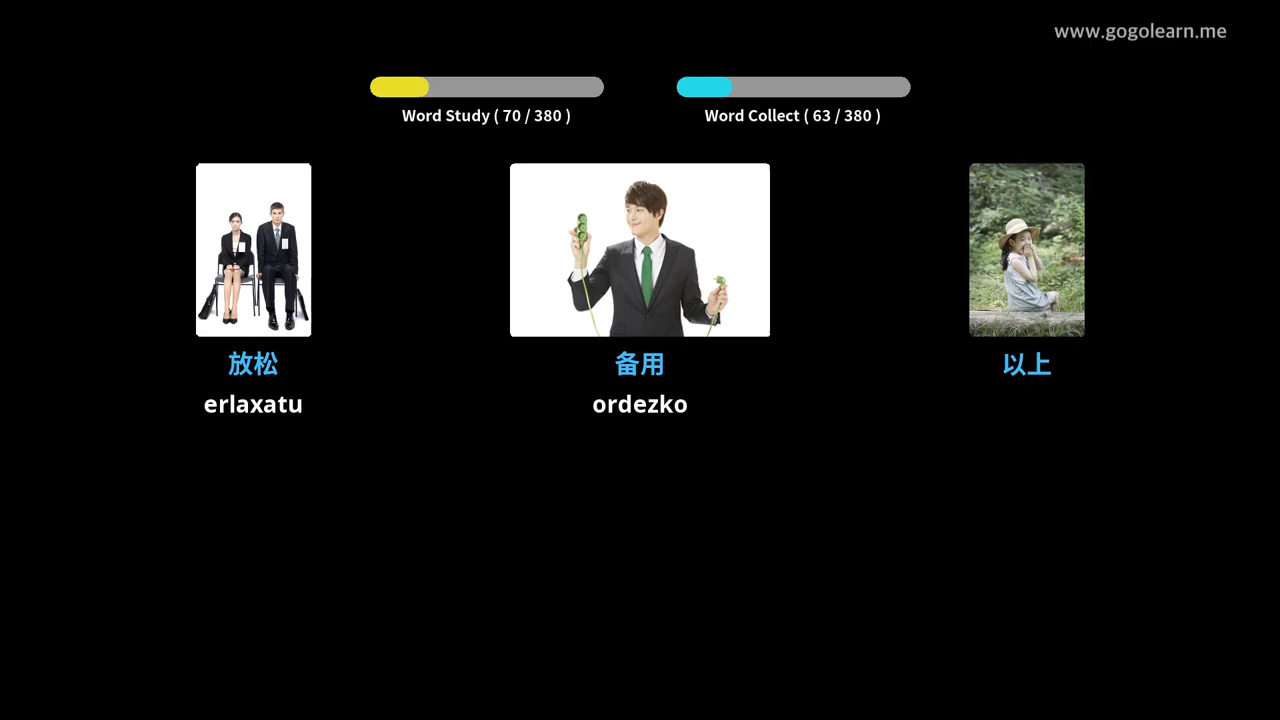 www.gogolearn.me
Word Study ( 70 / 380 )
Word Collect ( 63 / 380 )
放松
备用
以上
erlaxatu
ordezko